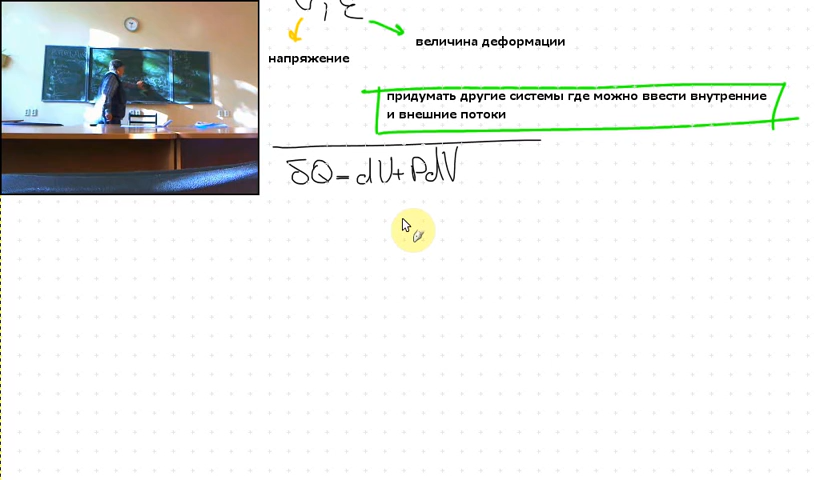 σ, ε
величина деформации
напряжение
придумать другие системы где можно ввести внутренние
и внешние потоки
δQ = dU + PdV